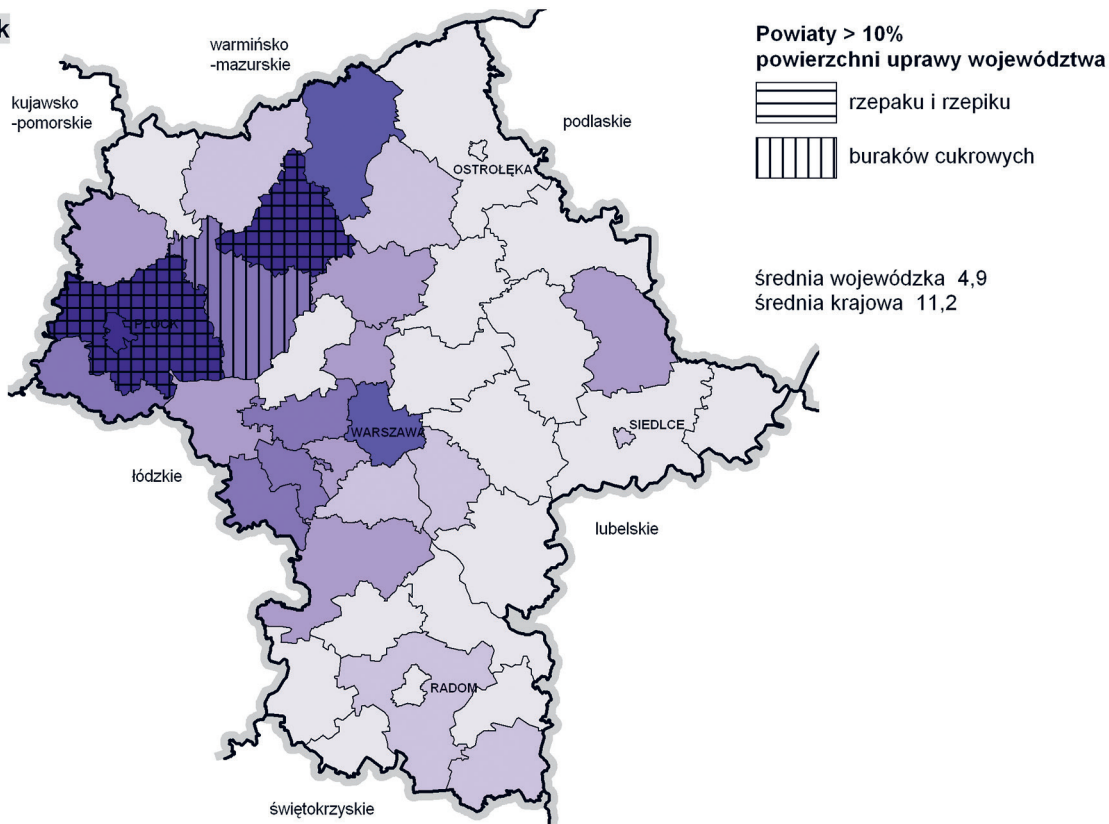 k
warmińsko
-mazurskie
kujawsko
-pomorskie
podlaskie
OSTROŁĘKA
PŁOCK
WARSZAWA
SIEDLCE
łódzkie
lubelskie
RADOM
świętokrzyskie
Powiaty > 10%
powierzchni uprawy województwa
rzepaku i rzepiku
buraków cukrowych
średnia wojewódzka 4,9
średnia krajowa 11,2